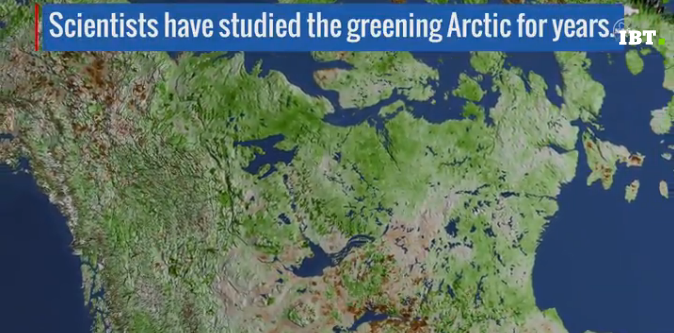 Scientists have studied the greening Arctic for years.
IBT.